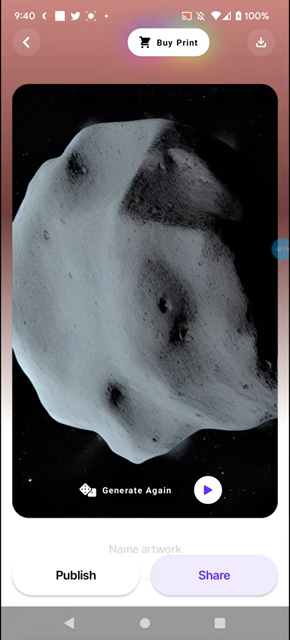 9:40
100%
Buy Print
Generate Again
Name artwork
Publish
Share